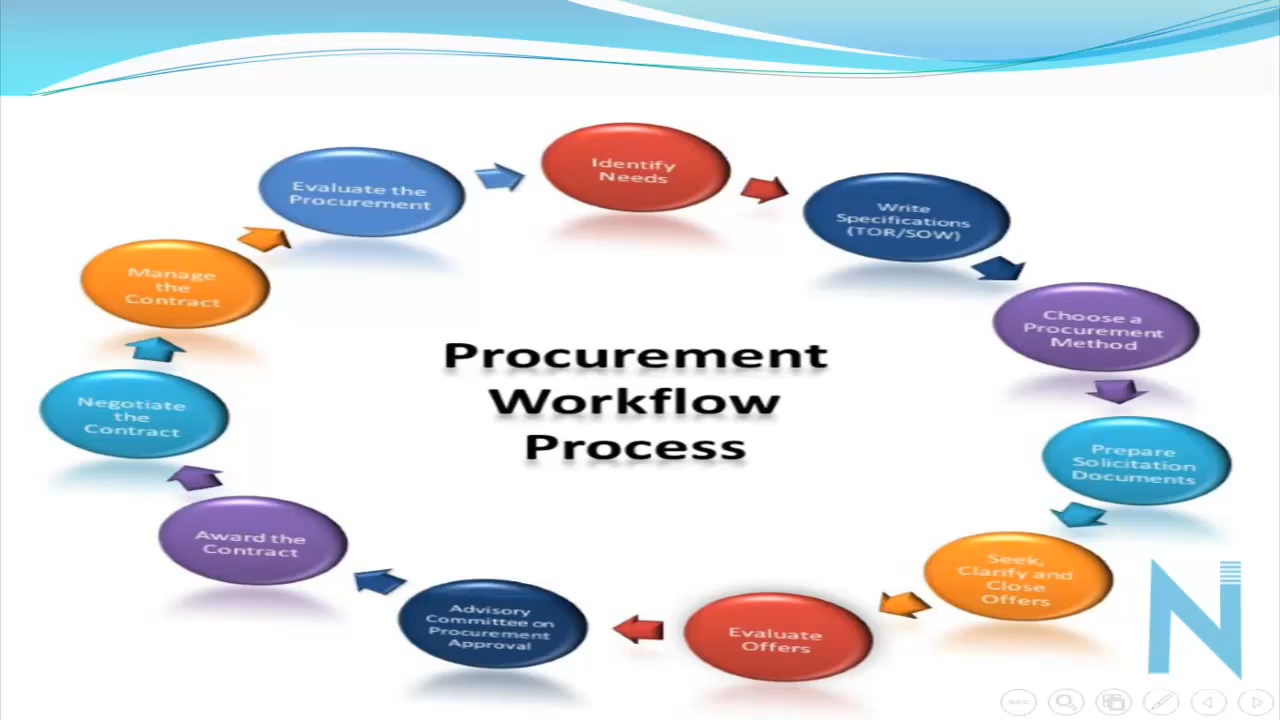 Identify
Needs
Write
Specifications
(TOR/SOW)
Choose a
Procurement
Method
Prepare
Solicitation
Documents
Seek,
Clarify and
Close
Offers
Evaluate
Offers
Advisory
Committee on
Procurement
Approval
Award the
Contract
Negotiate
the
Contract
Manage
the
Contract
Evaluate the
Procurement
Procurement
Workflow
Process
N